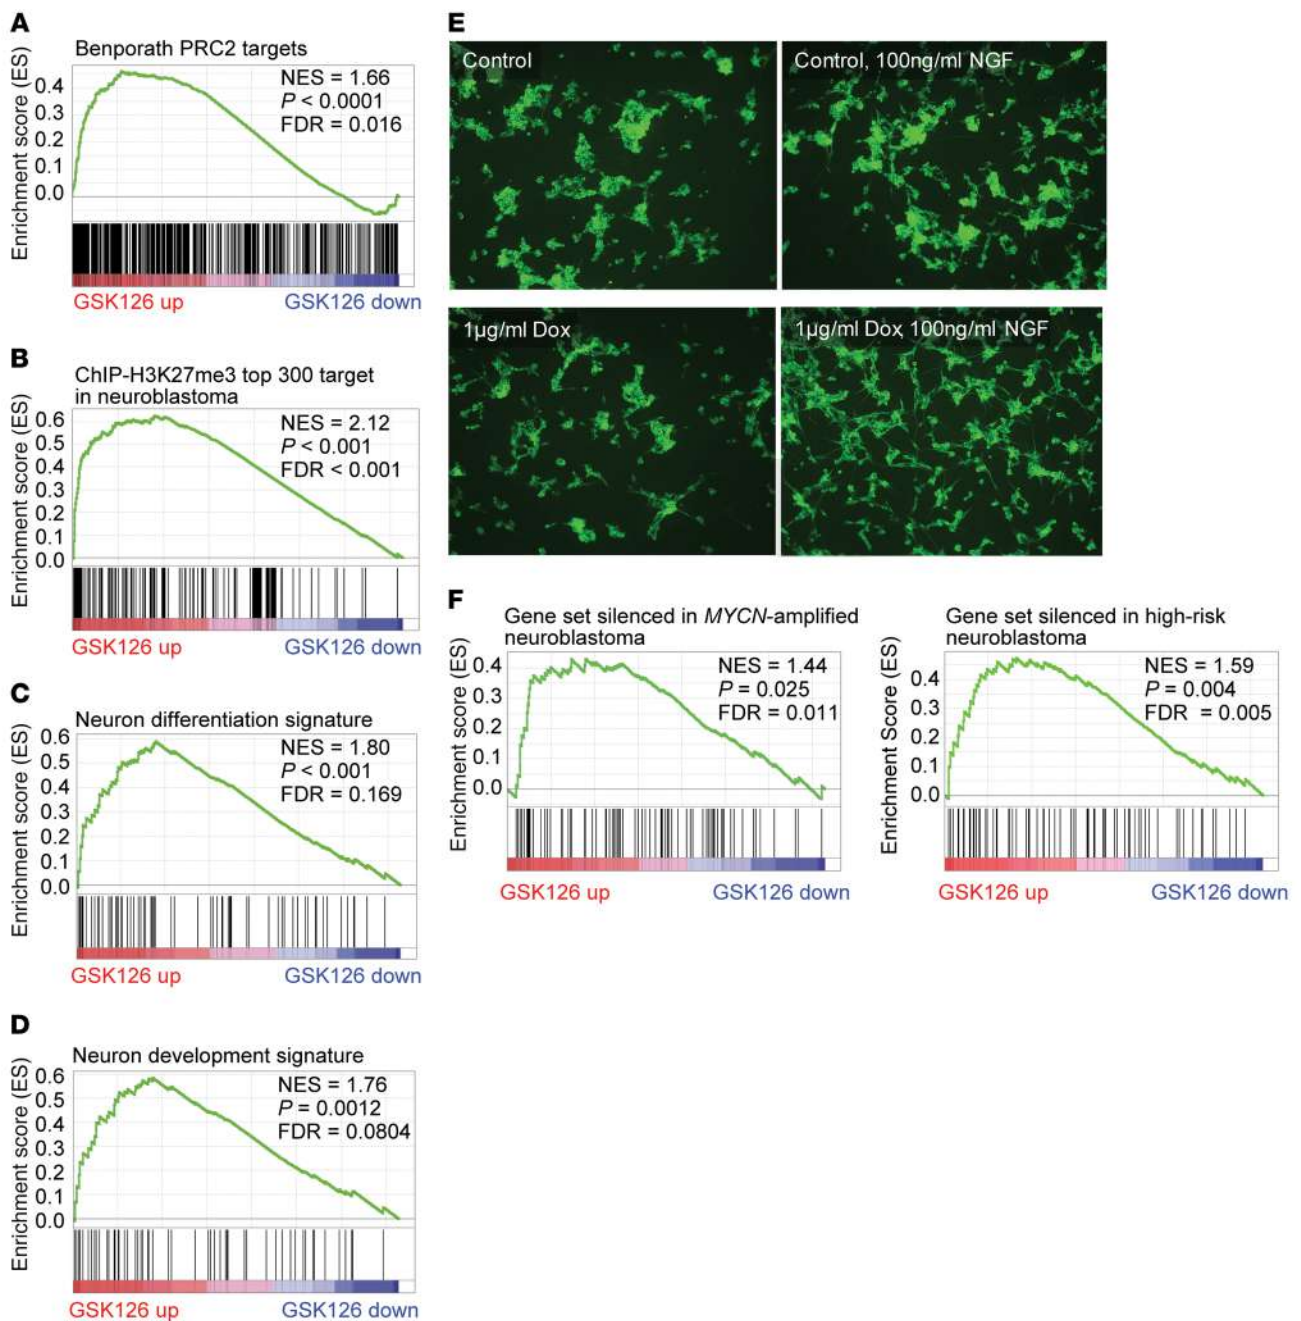 A
Benporath PRC2 targets
Enrichment score (ES)
0.4
0.3
0.2
0.1
0.0
NES = 1.66
P < 0.0001
FDR = 0.016
GSK126 up
GSK126 down
B
ChIP-H3K27me3 top 300 target
in neuroblastoma
Enrichment score (ES)
0.6
0.5
0.4
0.3
0.2
0.1
0.0
NES = 2.12
P < 0.001
FDR < 0.001
GSK126 up
GSK126 down
C
Neuron differentiation signature
Enrichment score (ES)
0.6
0.5
0.4
0.3
0.2
0.1
0.0
NES = 1.80
P < 0.001
FDR = 0.169
GSK126 up
GSK126 down
D
Neuron development signature
Enrichment score (ES)
0.6
0.5
0.4
0.3
0.2
0.1
0.0
NES = 1.76
P = 0.0012
FDR = 0.0804
GSK126 up
GSK126 down
E
Control
Control, 100ng/ml NGF
1µg/ml Dox
1µg/ml Dox, 100ng/ml NGF
F
Gene set silenced in MYCN-amplified
neuroblastoma
Enrichment score (ES)
0.4
0.3
0.2
0.1
0.0
NES = 1.44
P = 0.025
FDR = 0.011
GSK126 up
GSK126 down
Gene set silenced in high-risk
neuroblastoma
Enrichment Score (ES)
0.4
0.3
0.2
0.1
0.0
NES = 1.59
P = 0.004
FDR = 0.005
GSK126 up
GSK126 down